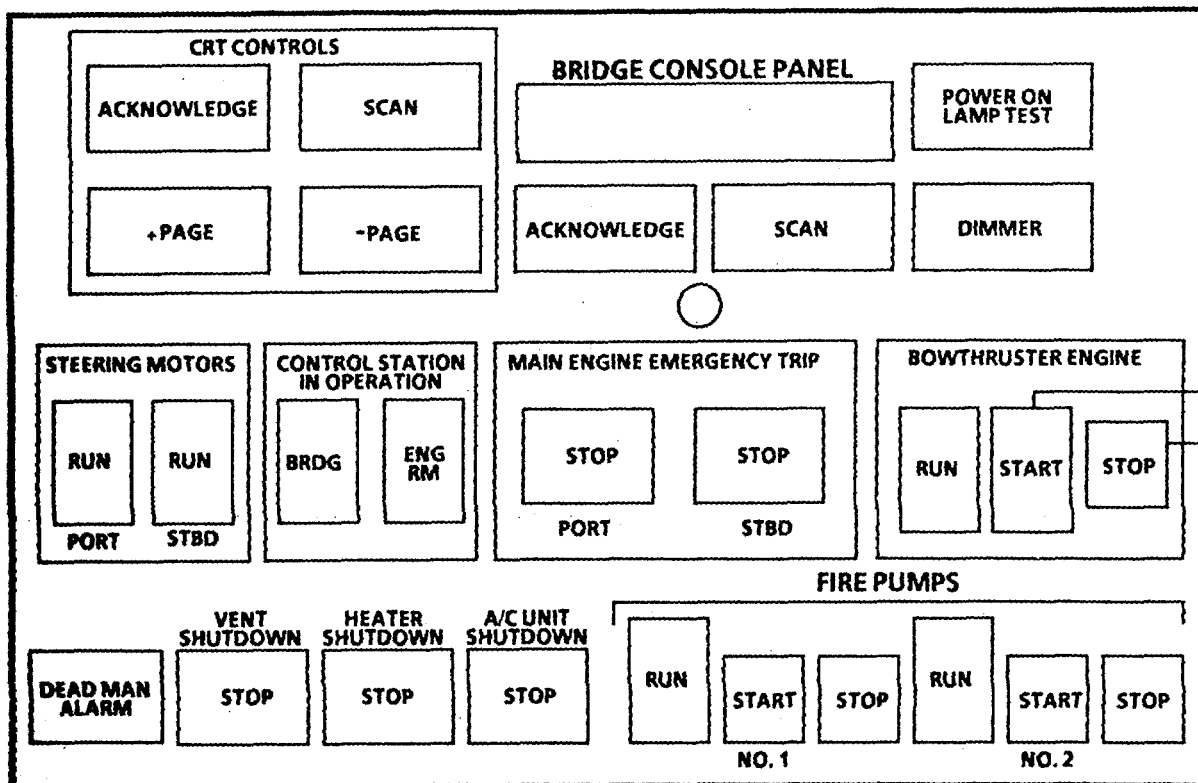 CRT CONTROLS
ACKNOWLEDGE
SCAN
+PAGE
-PAGE
BRIDGE CONSOLE PANEL
POWER ON
LAMP TEST
ACKNOWLEDGE
SCAN
DIMMER
STEERING MOTORS
RUN
RUN
PORT
STBD
CONTROL STATION
IN OPERATION
BRDG
ENG
RM
MAIN ENGINE EMERGENCY TRIP
STOP
STOP
PORT
STBD
BOWTHRUSTER ENGINE
RUN
START
STOP
DEAD MAN
ALARM
VENT
SHUTDOWN
STOP
HEATER
SHUTDOWN
STOP
A/C UNIT
SHUTDOWN
STOP
FIRE PUMPS
RUN
START
STOP
NO. 1
RUN
START
STOP
NO. 2